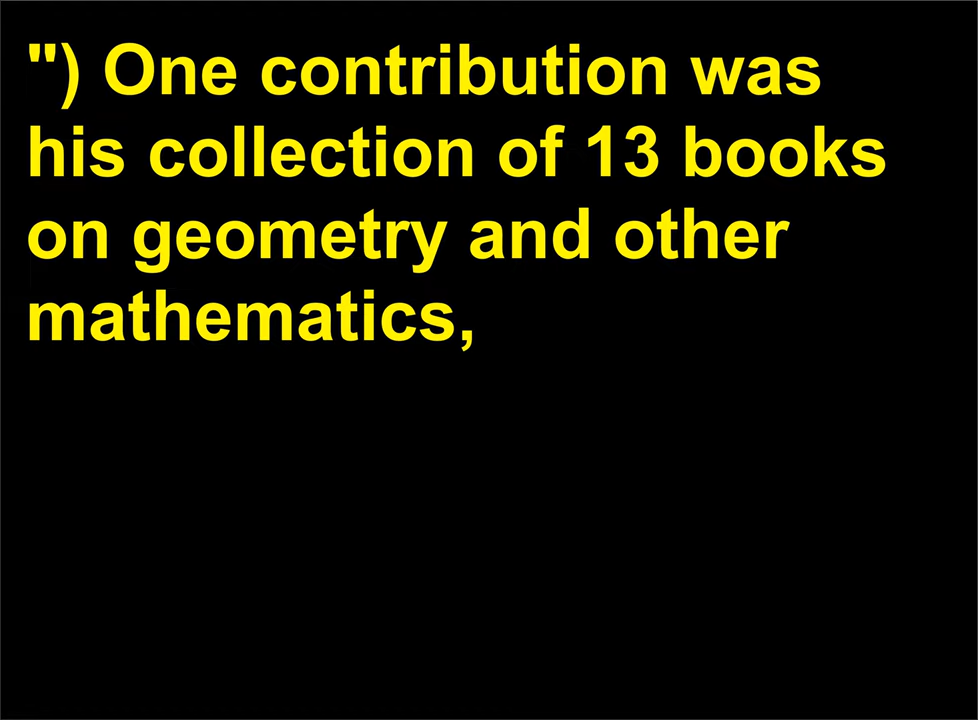 ") One contribution was
his collection of 13 books
on geometry and other
mathematics,